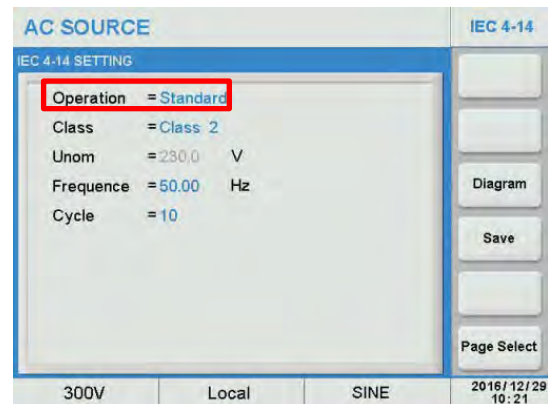 AC SOURCE
IEC 4-14
IEC 4-14 SETTING
Operation = Standard
Class = Class 2
Unom = 230.0 V
Frequence = 50.00 Hz
Cycle = 10
Diagram
Save
Page Select
300V
Local
SINE
2016/12/29
10:21